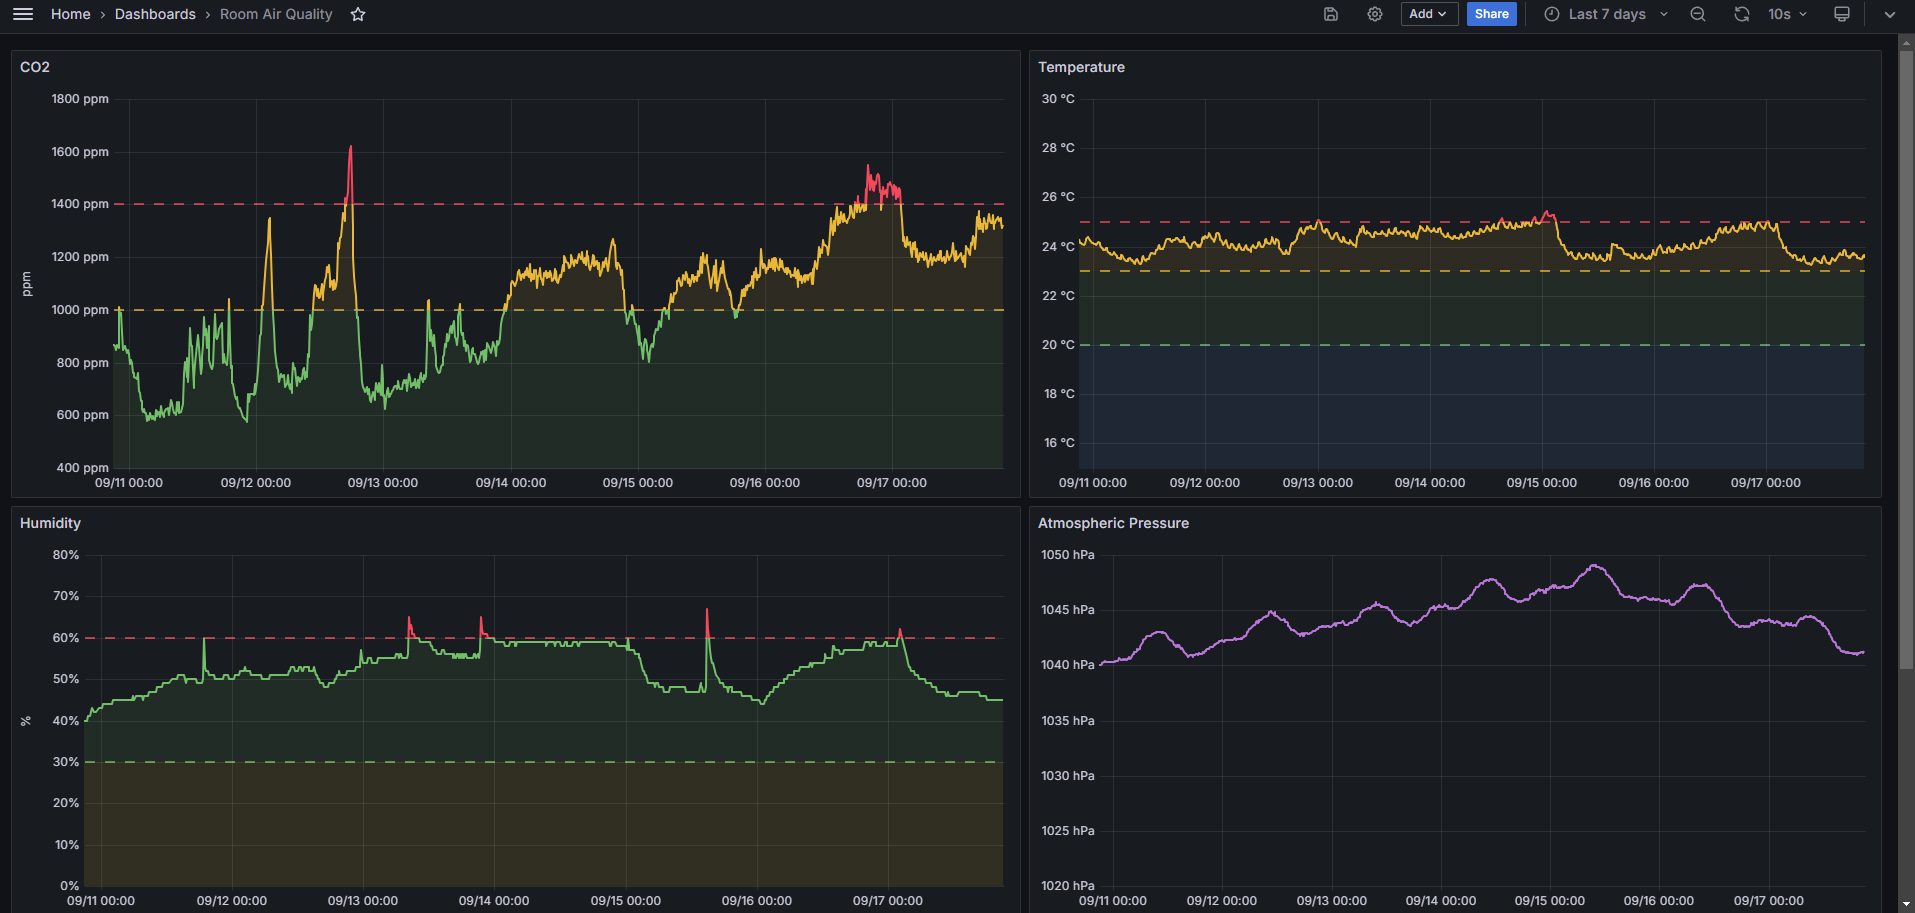 Home › Dashboards › Room Air Quality
Add
Share
Last 7 days
10s
CO2
1800 ppm
1600 ppm
1400 ppm
1200 ppm
1000 ppm
800 ppm
600 ppm
400 ppm
ppm
09/11 00:00 09/12 00:00 09/13 00:00 09/14 00:00 09/15 00:00 09/16 00:00 09/17 00:00
Temperature
30 °C
28 °C
26 °C
24 °C
22 °C
20 °C
18 °C
16 °C
09/11 00:00 09/12 00:00 09/13 00:00 09/14 00:00 09/15 00:00 09/16 00:00 09/17 00:00
Humidity
80%
70%
60%
50%
40%
30%
20%
10%
0%
%
09/11 00:00 09/12 00:00 09/13 00:00 09/14 00:00 09/15 00:00 09/16 00:00 09/17 00:00
Atmospheric Pressure
1050 hPa
1045 hPa
1040 hPa
1035 hPa
1030 hPa
1025 hPa
1020 hPa
09/11 00:00 09/12 00:00 09/13 00:00 09/14 00:00 09/15 00:00 09/16 00:00 09/17 00:00